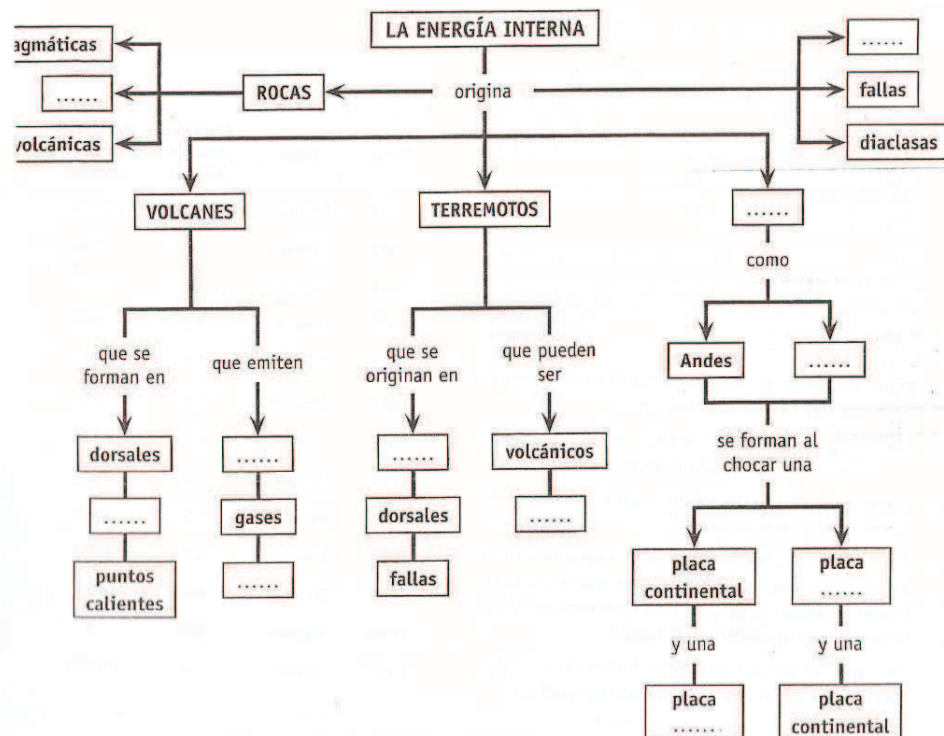 LA ENERGÍA INTERNA
agmáticas
......
......
ROCAS
origina
fallas
volcánicas
diaclasas
VOLCANES
TERREMOTOS
......
como
que se
forman en
que emiten
que se
originan en
que pueden
ser
Andes
......
dorsales
......
......
volcánicos
se forman al
chocar una
......
gases
dorsales
......
puntos
calientes
......
fallas
placa
continental
placa
......
y una
y una
placa
......
placa
continental